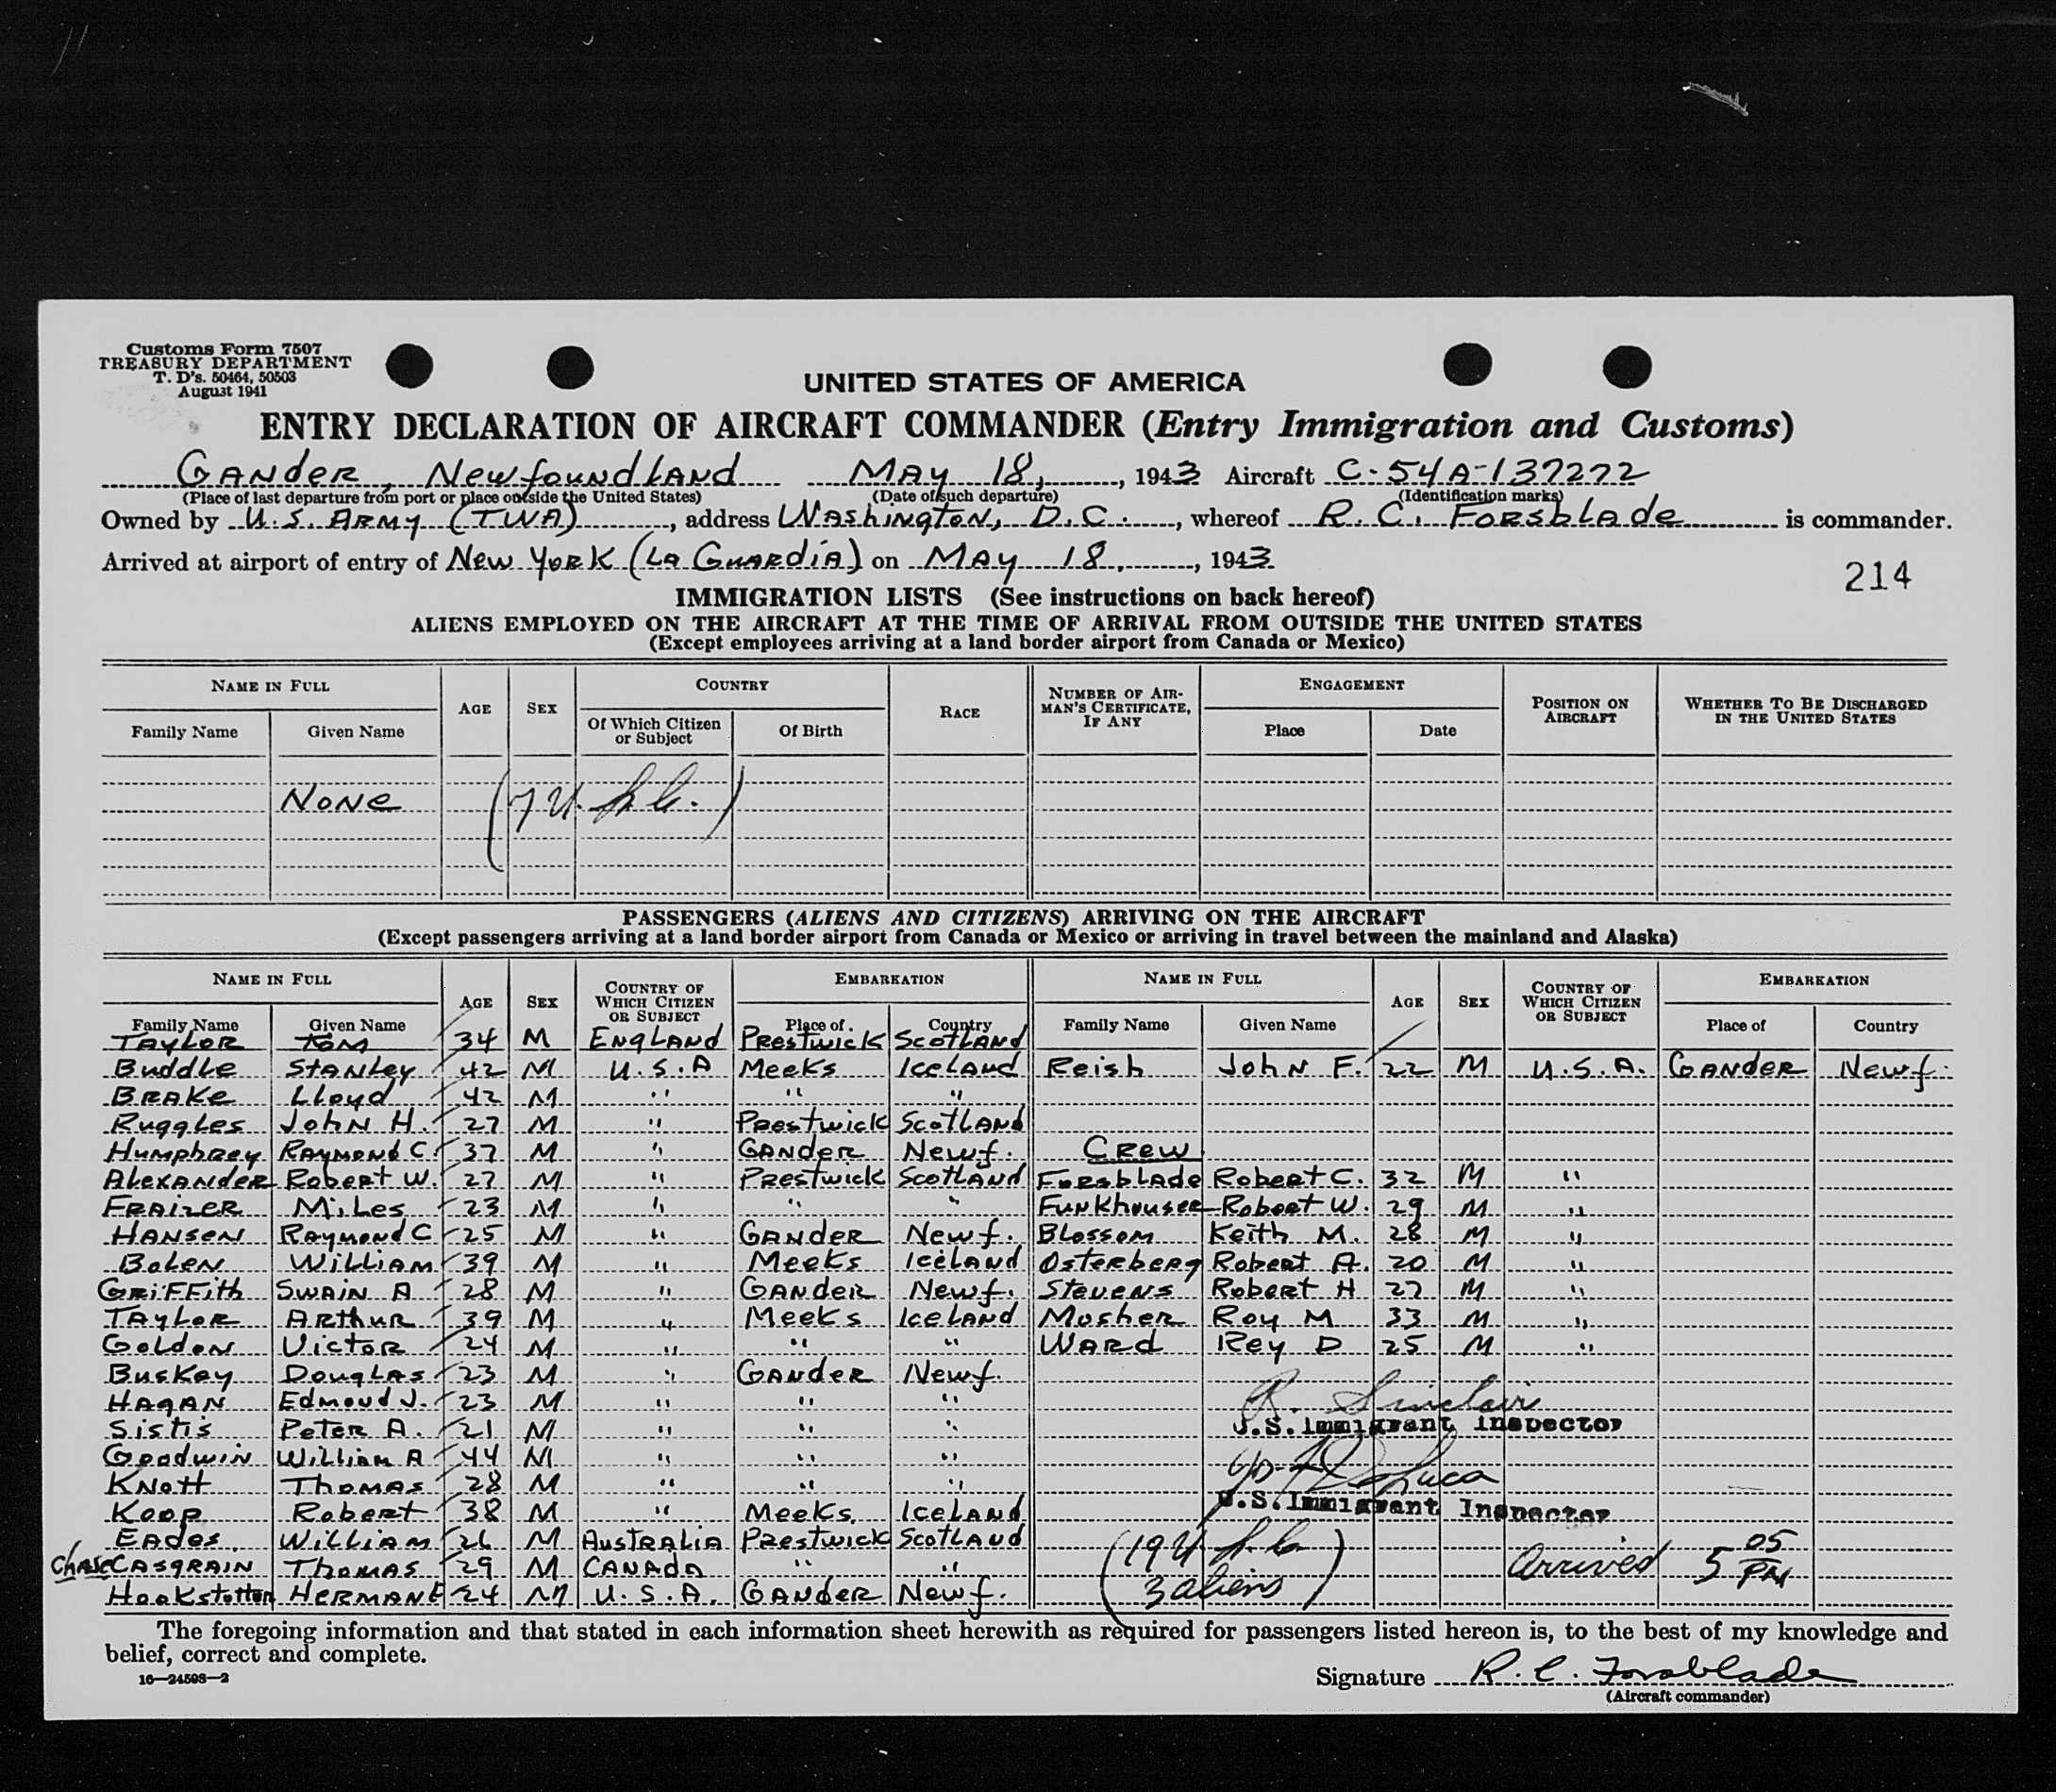 Customs Form 7507
TREASURY DEPARTMENT
T. D's. 50464, 50503
August 1941
UNITED STATES OF AMERICA
ENTRY DECLARATION OF AIRCRAFT COMMANDER (Entry Immigration and Customs)
Gander, Newfoundland May 18, , 1943 Aircraft C-54A-137272
(Place of last departure from port or place outside the United States) (Date of such departure) (Identification marks)
Owned by U.S. Army (TWA) , address Washington, D.C. , whereof R. C. Forsblade is commander.
Arrived at airport of entry of New York (La Guardia) on May 18, , 1943
214
IMMIGRATION LISTS (See instructions on back hereof)
ALIENS EMPLOYED ON THE AIRCRAFT AT THE TIME OF ARRIVAL FROM OUTSIDE THE UNITED STATES
(Except employees arriving at a land border airport from Canada or Mexico)
NAME IN FULL AGE SEX COUNTRY RACE NUMBER OF AIRMAN'S CERTIFICATE, IF ANY ENGAGEMENT POSITION ON AIRCRAFT WHETHER TO BE DISCHARGED IN THE UNITED STATES
Family Name Given Name Of Which Citizen or Subject Of Birth Place Date
None
PASSENGERS (ALIENS AND CITIZENS) ARRIVING ON THE AIRCRAFT
(Except passengers arriving at a land border airport from Canada or Mexico or arriving in travel between the mainland and Alaska)
NAME IN FULL AGE SEX COUNTRY OF WHICH CITIZEN OR SUBJECT EMBARKATION NAME IN FULL AGE SEX COUNTRY OF WHICH CITIZEN OR SUBJECT EMBARKATION
Family Name Given Name Place of. Country Family Name Given Name Place of Country
Taylor Tom 34 M England Prestwick Scotland
Buddle Stanley 42 M U.S.A Meeks Iceland Reish John F. 22 M U.S.A. Gander Newf.
Brake Lloyd 42 M " " "
Ruggles John H. 27 M " Prestwick Scotland
Humphrey Raymond C. 37 M " Gander Newf. Crew
Alexander Robert W. 27 M " Prestwick Scotland Forsblade Robert C. 32 M "
Fraizer Miles 23 M " " " Funkhouser Robert W. 29 M "
Hansen Raymond C 25 M " Gander Newf. Blossom Keith M. 28 M "
Bolen William 39 M " Meeks Iceland Osterberg Robert A. 20 M "
Griffith Swain A 28 M " Gander Newf. Stevens Robert H 27 M "
Taylor Arthur 39 M " Meeks Iceland Mosher Roy M 33 M "
Goldon Victor 24 M " " " Ward Rey D 25 M "
Buskey Douglas 23 M " Gander Newf.
Hagan Edmond J. 23 M " " "
R. Sinclair
Sistis Peter A. 21 M " " "
U.S. Immigrant Inspector
Goodwin William A 44 M " " "
Knott Thomas 28 M " " "
Koop Robert 38 M " Meeks. Iceland
U.S. Immigrant Inspector
Eades. William 26 M Australia Prestwick Scotland
Chase Casgrain Thomas 29 M Canada " "
3 aliens
Arrived 5 05 PM
Hookstotten Herman E 24 M U.S.A. Gander Newf.
The foregoing information and that stated in each information sheet herewith as required for passengers listed hereon is, to the best of my knowledge and
belief, correct and complete.
16—24598—2
Signature R. C. Forsblade
(Aircraft commander)